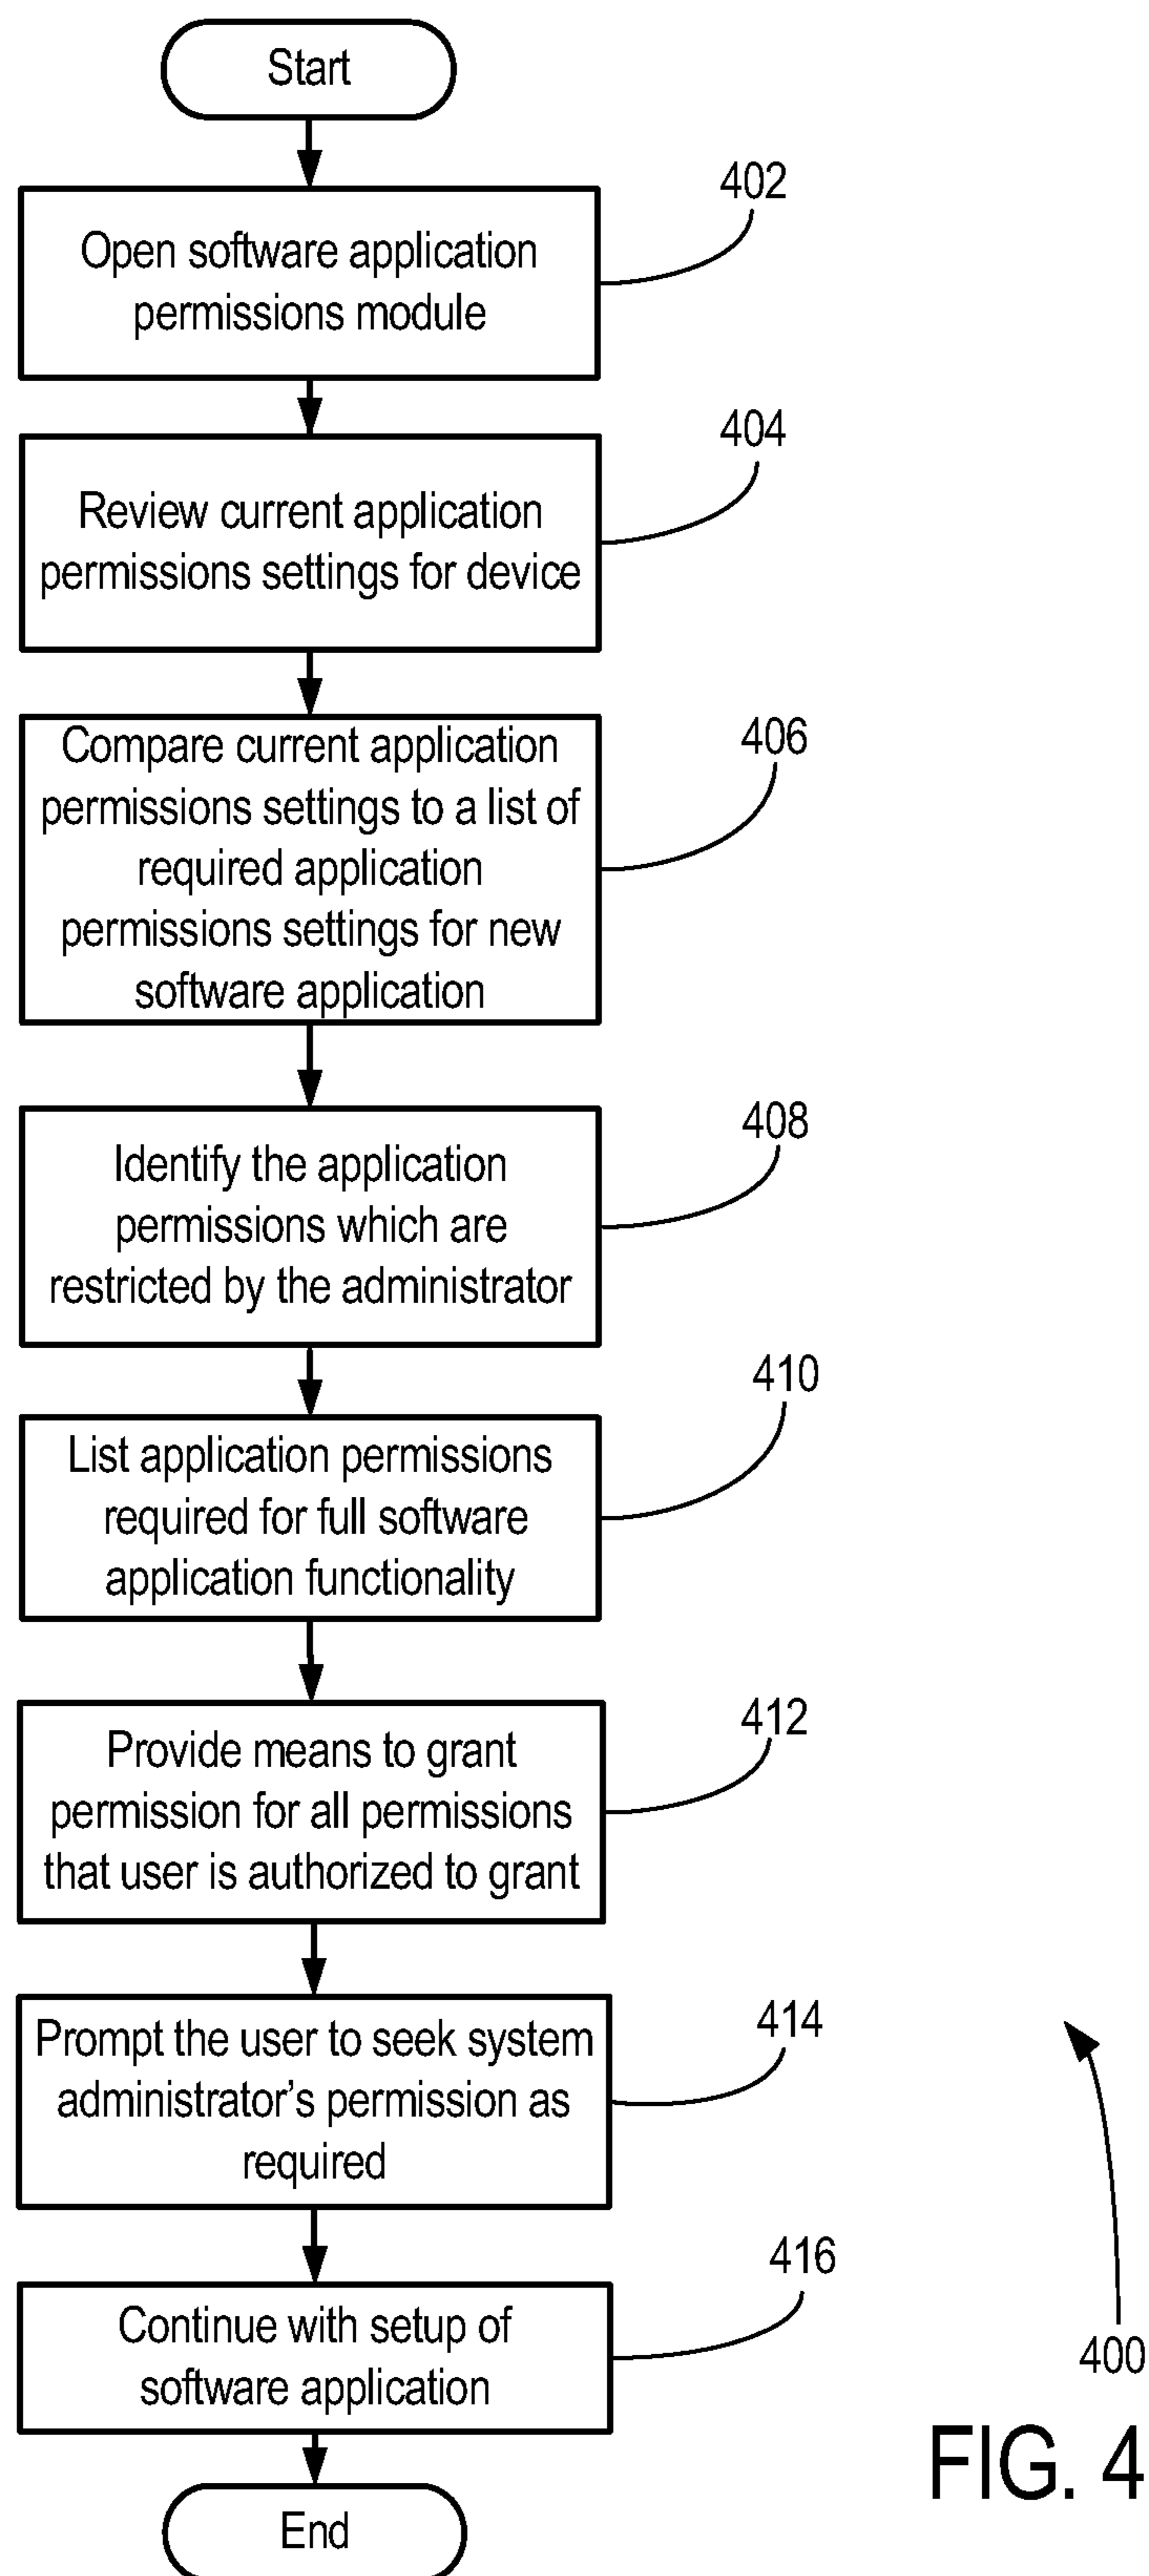 Start
402
Open software application
permissions module
404
Review current application
permissions settings for device
406
Compare current application
permissions settings to a list of
required application
permissions settings for new
software application
408
Identify the application
permissions which are
restricted by the administrator
410
List application permissions
required for full software
application functionality
412
Provide means to grant
permission for all permissions
that user is authorized to grant
414
Prompt the user to seek system
administrator’s permission as
required
416
Continue with setup of
software application
400
End
FIG. 4